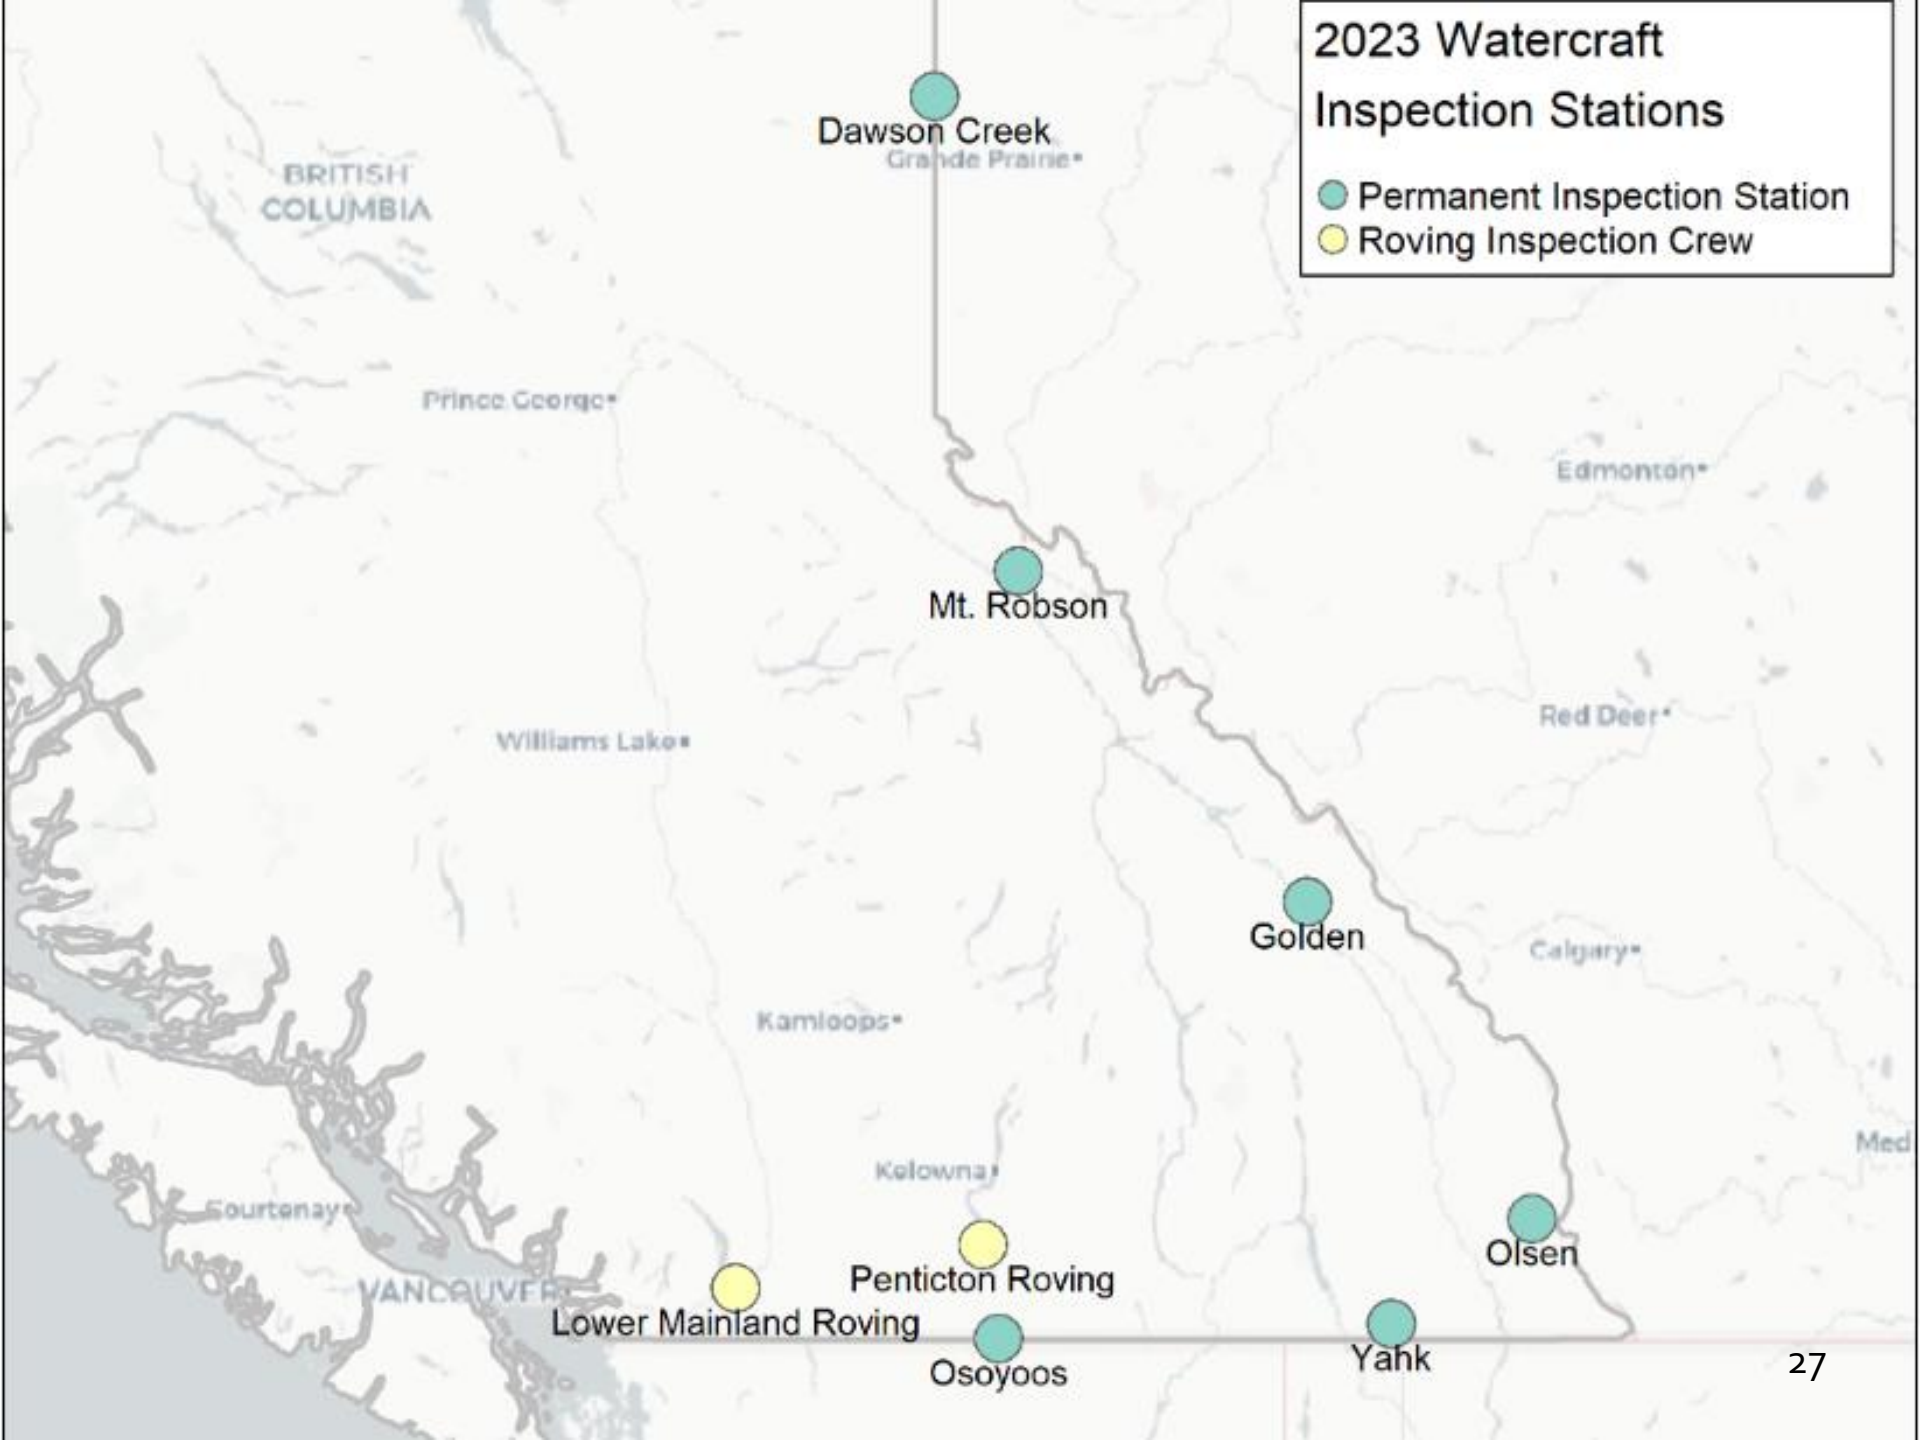 2023 Watercraft
Inspection Stations
Permanent Inspection Station
Roving Inspection Crew
Dawson Creek
Grande Prairie
BRITISH
COLUMBIA
Prince George
Edmonton
Mt. Robson
Red Deer
Williams Lake
Golden
Calgary
Kamloops
Med
Kelowna
Courtenay
Olsen
Penticton Roving
VANCOUVER
Lower Mainland Roving
Yahk
27
Osoyoos